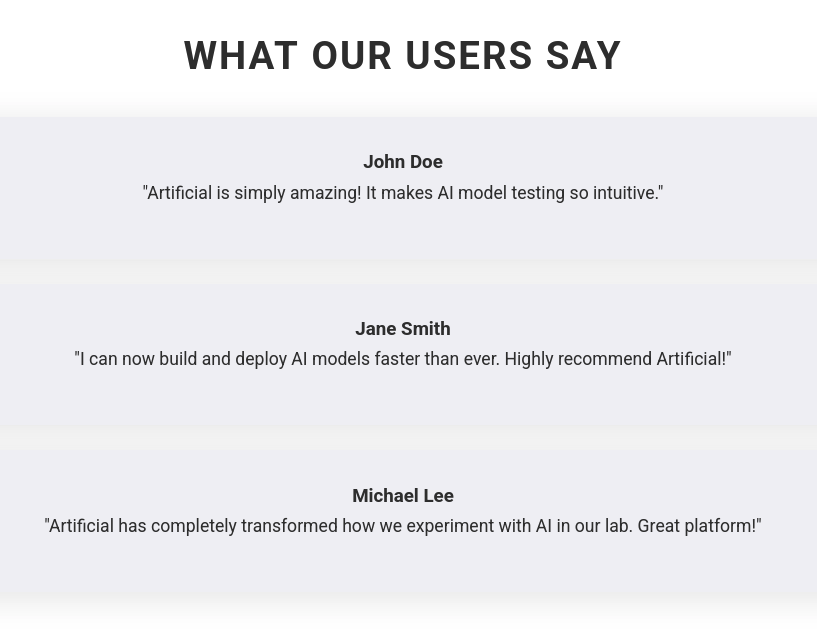 WHAT OUR USERS SAY
John Doe
"Artificial is simply amazing! It makes AI model testing so intuitive."
Jane Smith
"I can now build and deploy AI models faster than ever. Highly recommend Artificial!"
Michael Lee
"Artificial has completely transformed how we experiment with AI in our lab. Great platform!"